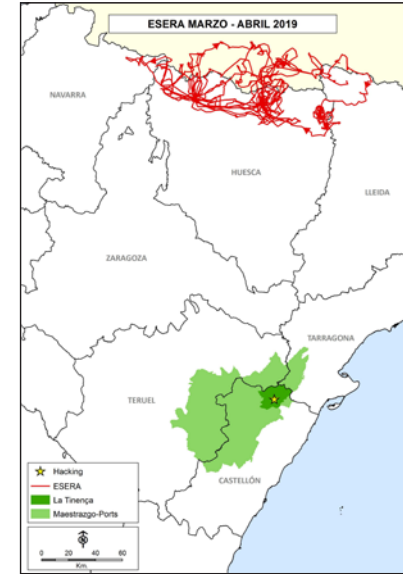 ESERA MARZO - ABRIL 2019
NAVARRA
HUESCA
LLEIDA
ZARAGOZA
TARRAGONA
TERUEL
CASTELLÓN
Hacking
ESERA
La Tinença
Maestrazgo-Ports
N
0 20 40 60
Km.